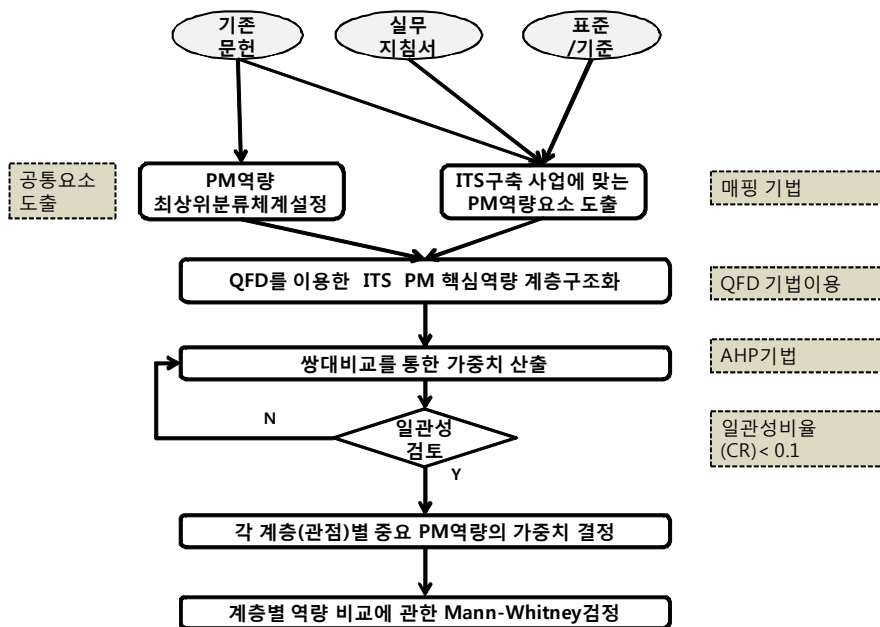 기존
문헌
실무
지침서
표준
/기준
공통요소
도출
PM역량
최상위분류체계설정
ITS구축 사업에 맞는
PM역량요소 도출
매핑 기법
QFD를 이용한 ITS PM 핵심역량 계층구조화
QFD 기법이용
쌍대비교를 통한 가중치 산출
AHP기법
N
일관성
검토
Y
일관성비율
(CR)< 0.1
각 계층(관점)별 중요 PM역량의 가중치 결정
계층별 역량 비교에 관한 Mann-Whitney검정